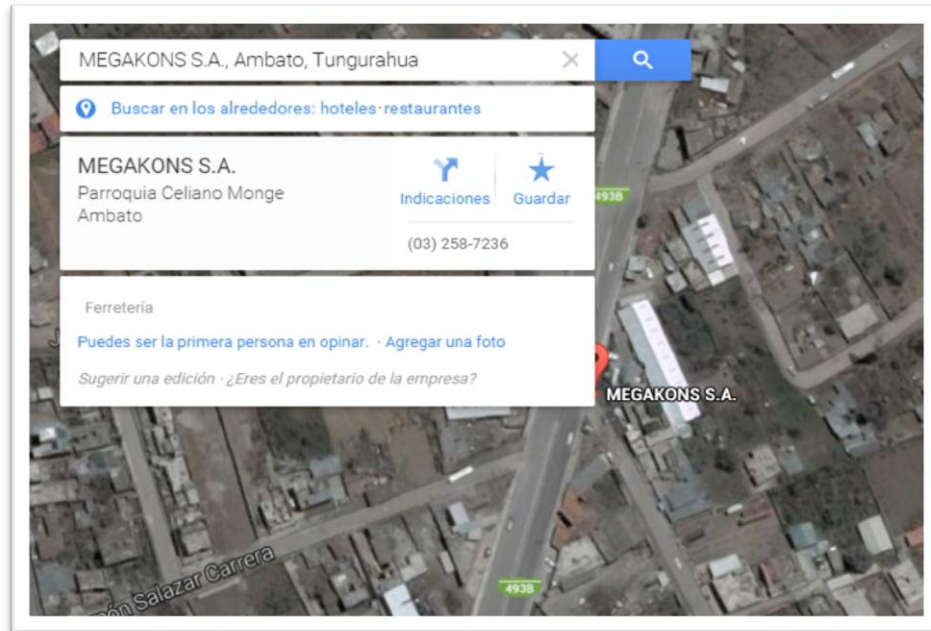 MEGAKONS S.A., Ambato, Tungurahua
Buscar en los alrededores: hoteles·restaurantes
MEGAKONS S.A.
Parroquia Celiano Monge
Ambato
Indicaciones
Guardar
(03) 258-7236
Ferretería
Puedes ser la primera persona en opinar. · Agregar una foto
Sugerir una edición · ¿Eres el propietario de la empresa?
493B
MEGAKONS S.A.
Salazar Carrera
493B